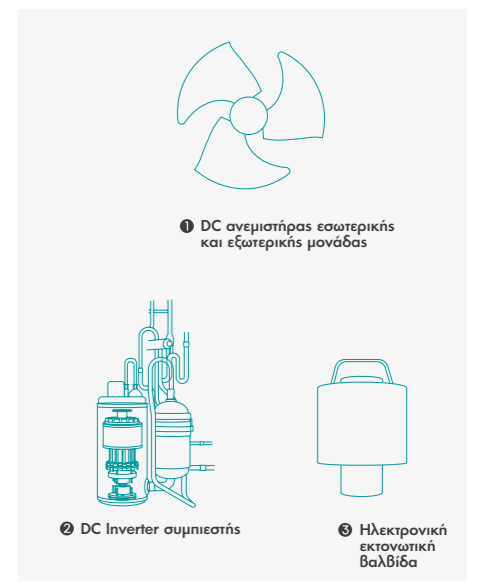 ❶ DC ανεμιστήρας εσωτερικής
και εξωτερικής μονάδας
❷ DC Inverter συμπιεστής
❸ Ηλεκτρονική
εκτονωτική
βαλβίδα